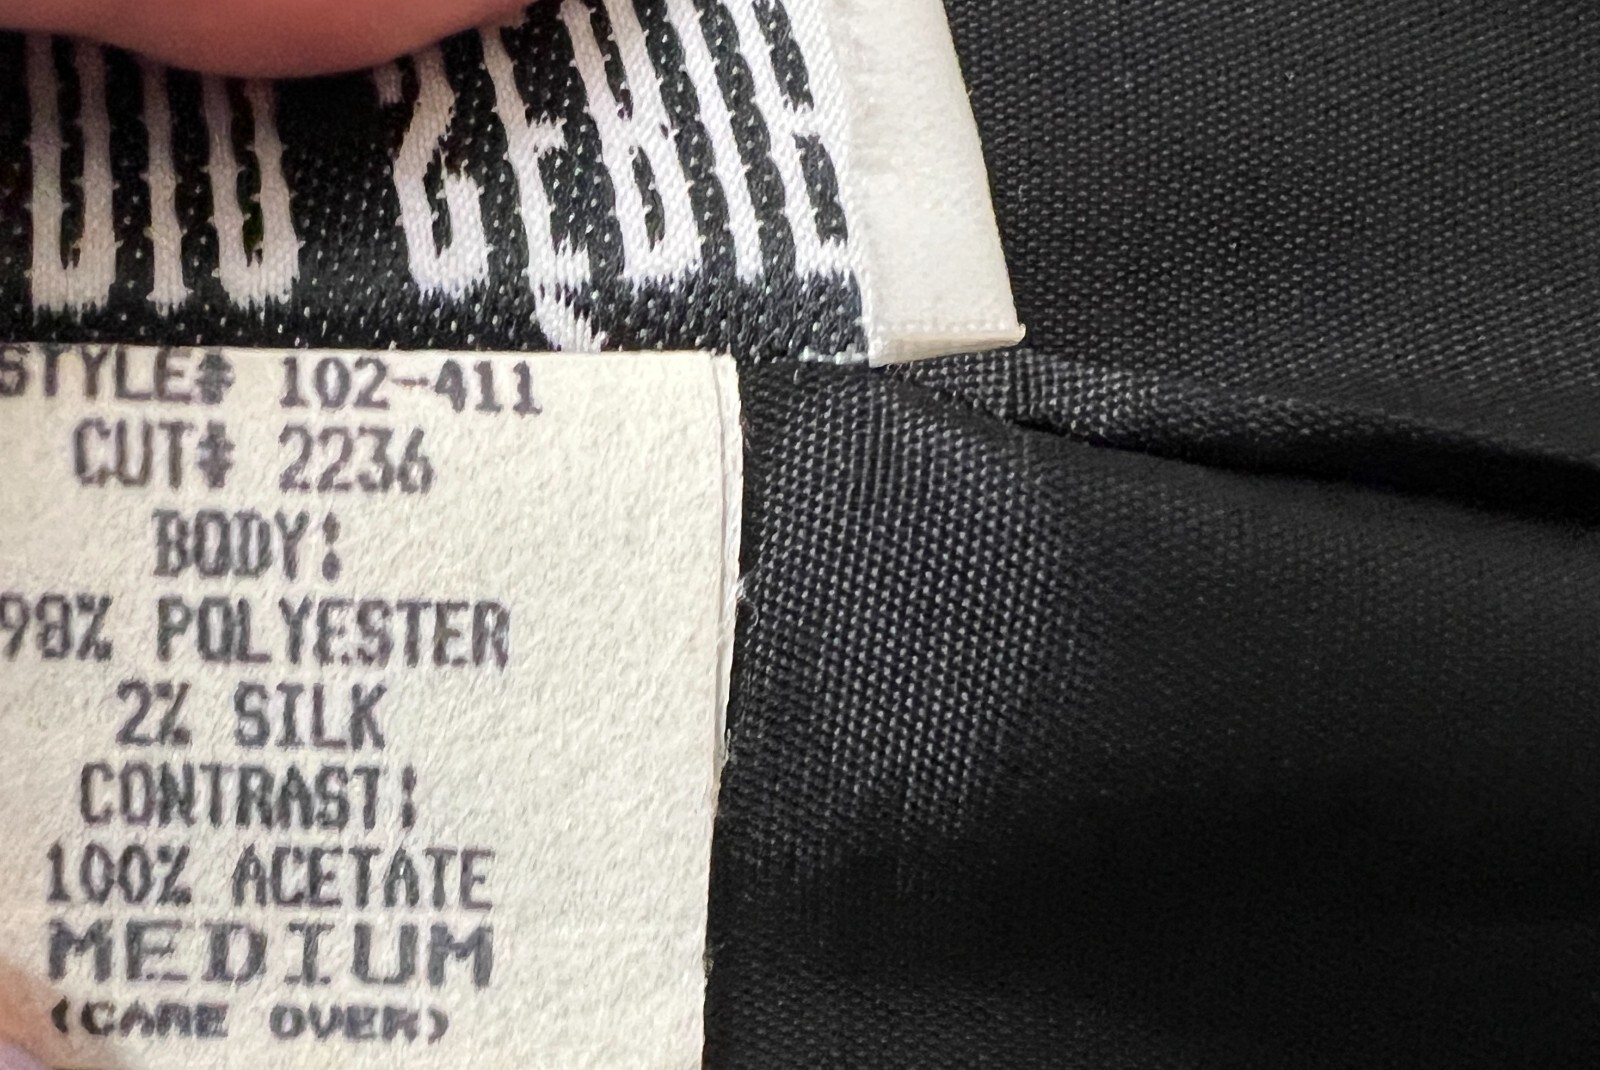 STYLE# 102-411
CUT# 2236
BODY:
98% POLYESTER
2% SILK
CONTRAST:
100% ACETATE
MEDIUM
(CARE OVER)